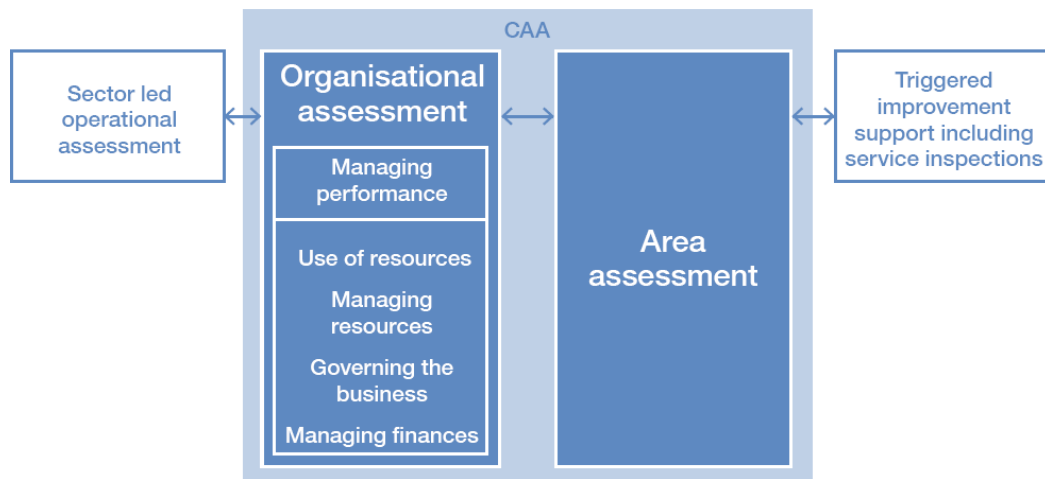 CAA
Sector led
operational
assessment
Organisational
assessment
Managing
performance
Use of resources
Managing
resources
Governing the
business
Managing finances
Area
assessment
Triggered
improvement
support including
service inspections